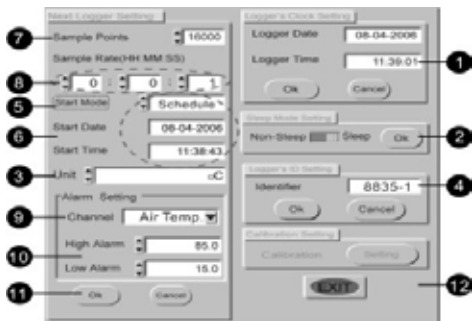 Next Logger Setting
7 Sample Points 16000
Sample Rate(HH:MM:SS)
8 0 : 0 : 1
5 Start Mode Schedule
6 Start Date 08-04-2006
Start Time 11:38:43
3 Unit oC
Alarm Setting
9 Channel Air Temp.
10 High Alarm 85.0
Low Alarm 15.0
11 Ok Cancel
Logger's Clock Setting
Logger Date 08-04-2006
Logger Time 11:39:01 1
Ok Cancel
Sleep Mode Setting
Non-Sleep Sleep Ok 2
Logger's ID Setting
Identifier 8835-1 4
Ok Cancel
Calibration Setting
Calibration Setting
EXIT 12